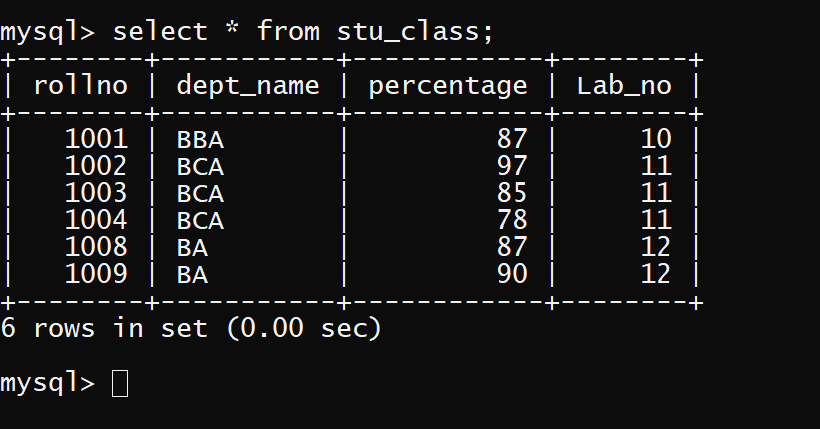 mysql> select * from stu_class;
+--------+-----------+------------+--------+
| rollno | dept_name | percentage | Lab_no |
+--------+-----------+------------+--------+
|   1001 | BBA       |         87 |     10 |
|   1002 | BCA       |         97 |     11 |
|   1003 | BCA       |         85 |     11 |
|   1004 | BCA       |         78 |     11 |
|   1008 | BA        |         87 |     12 |
|   1009 | BA        |         90 |     12 |
+--------+-----------+------------+--------+
6 rows in set (0.00 sec)
mysql>